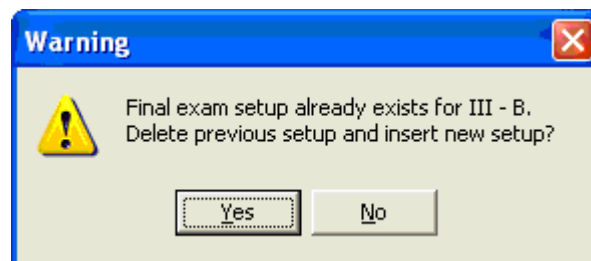 Warning
Final exam setup already exists for III - B.
Delete previous setup and insert new setup?
Yes
No